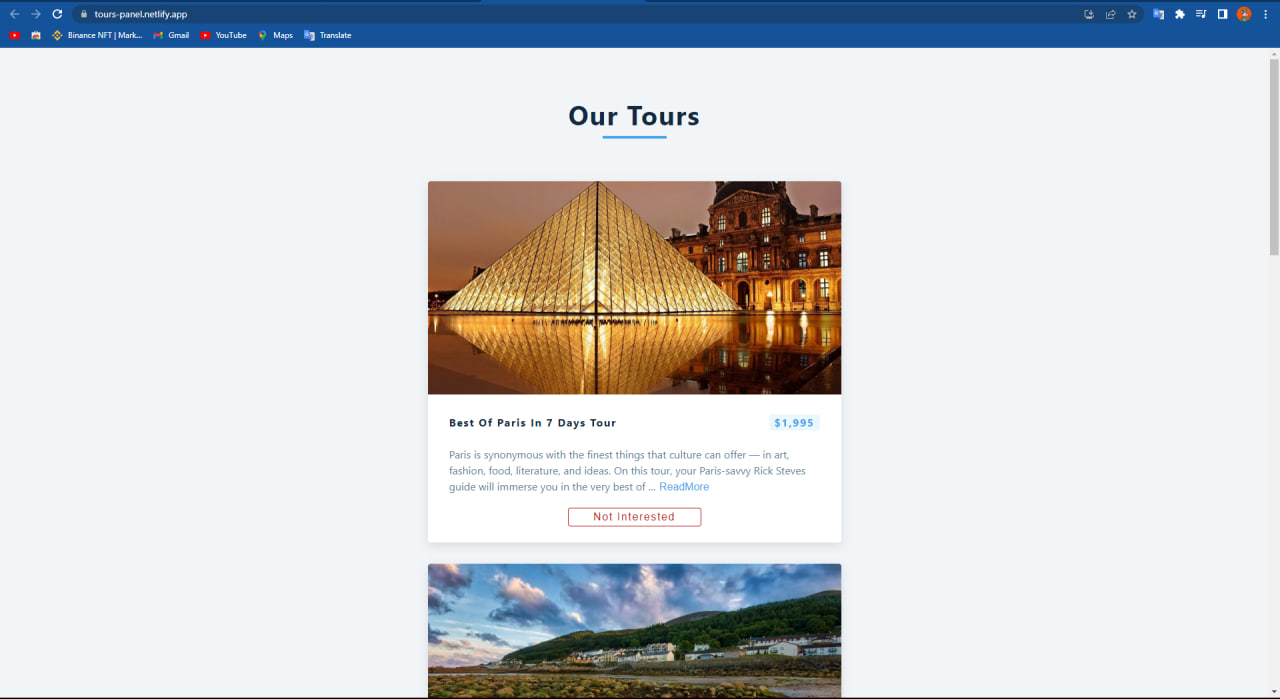 tours-panel.netlify.app
Binance NFT | Mark... Gmail YouTube Maps Translate
Our Tours
Best Of Paris In 7 Days Tour $1,995
Paris is synonymous with the finest things that culture can offer — in art,
fashion, food, literature, and ideas. On this tour, your Paris-savvy Rick Steves
guide will immerse you in the very best of ... ReadMore
Not Interested